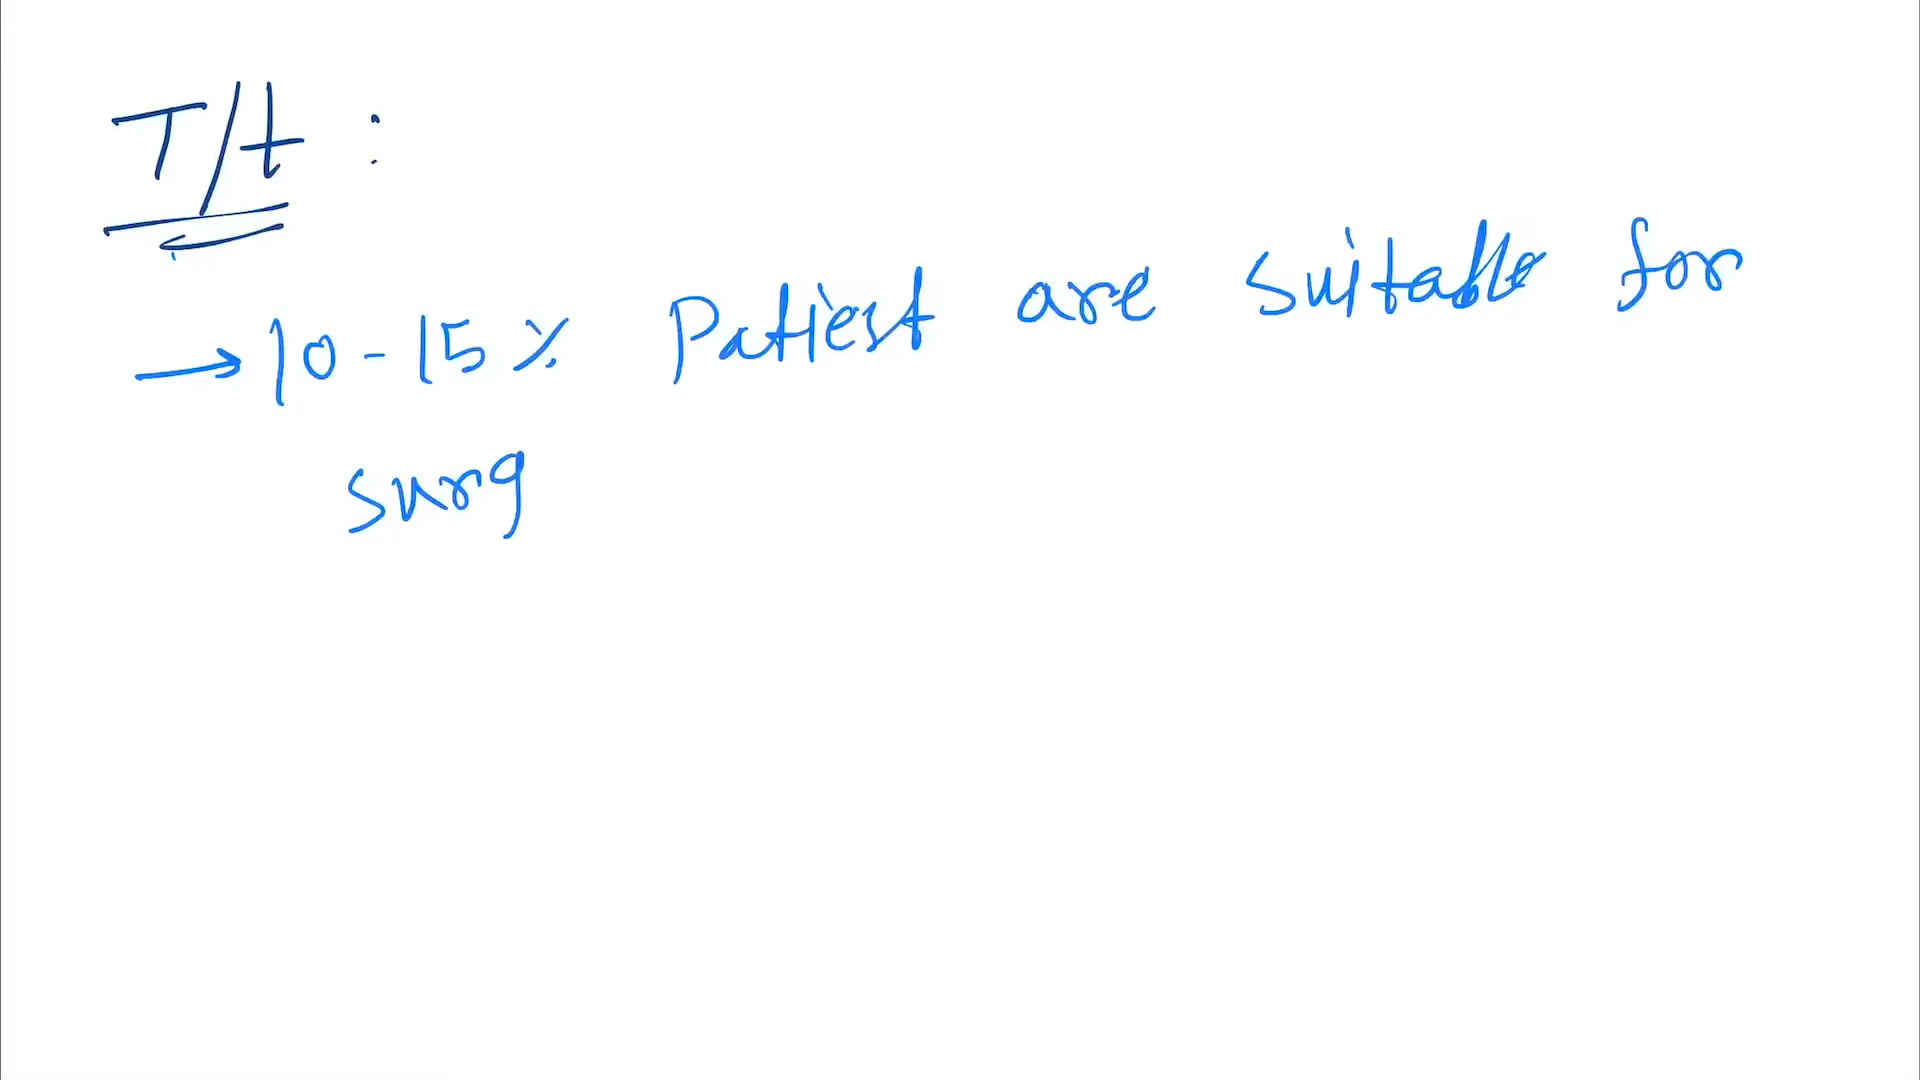 T/t :
→ 10-15% Patient are suitable for
surg